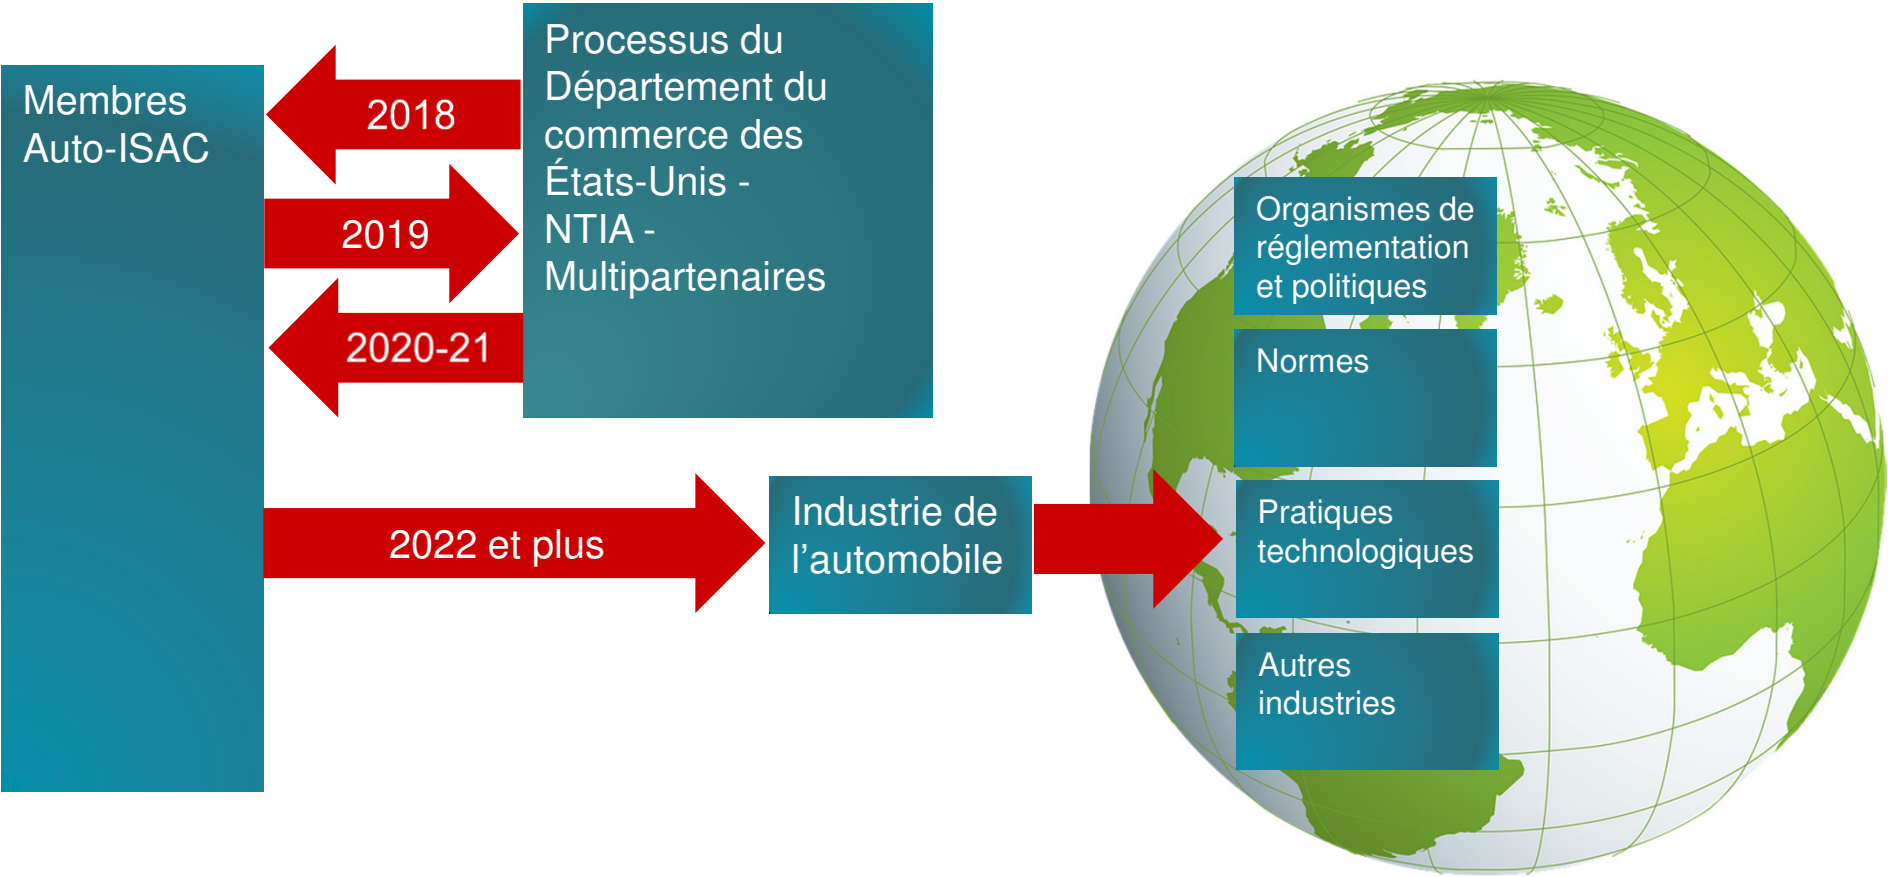 Membres
Auto-ISAC
2018
2019
2020-21
Processus du
Département du
commerce des
États-Unis -
NTIA -
Multipartenaires
2022 et plus
Industrie de
l’automobile
Organismes de
réglementation
et politiques
Normes
Pratiques
technologiques
Autres
industries